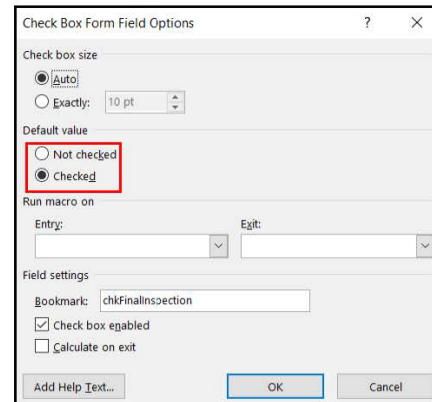 Check Box Form Field Options ? ×
Check box size
Auto
Exactly: 10 pt
Default value
Not checked
Checked
Run macro on
Entry: Exit:
Field settings
Bookmark: chkFinalInspection
Check box enabled
Calculate on exit
Add Help Text... OK Cancel